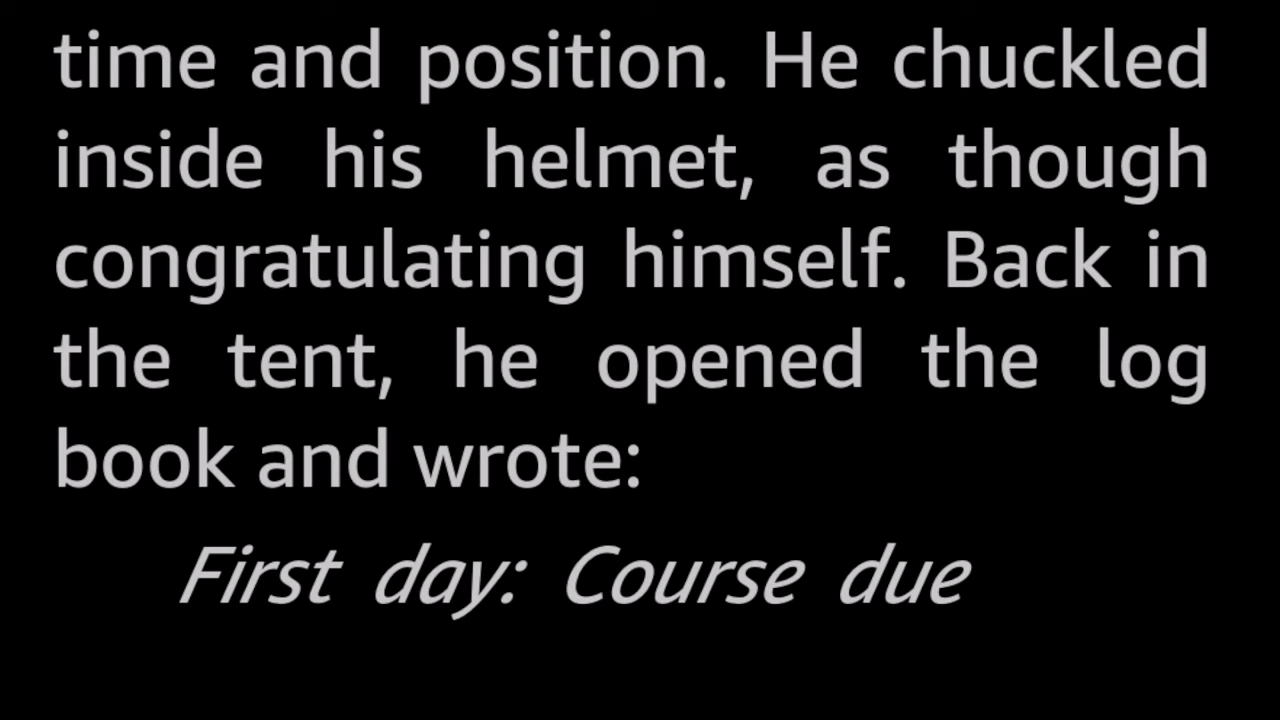 time and position. He chuckled
inside his helmet, as though
congratulating himself. Back in
the tent, he opened the log
book and wrote:
First day: Course due